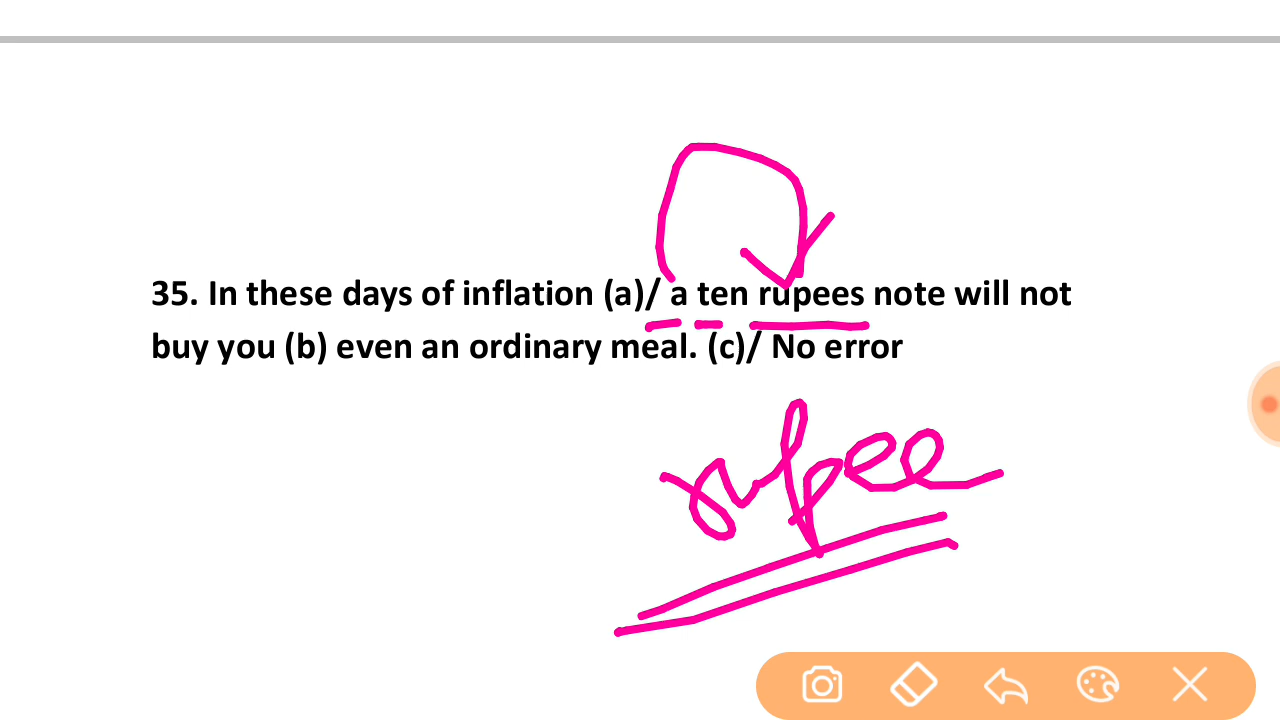 35. In these days of inflation (a)/ a ten rupees note will not
buy you (b) even an ordinary meal. (c)/ No error
rupee